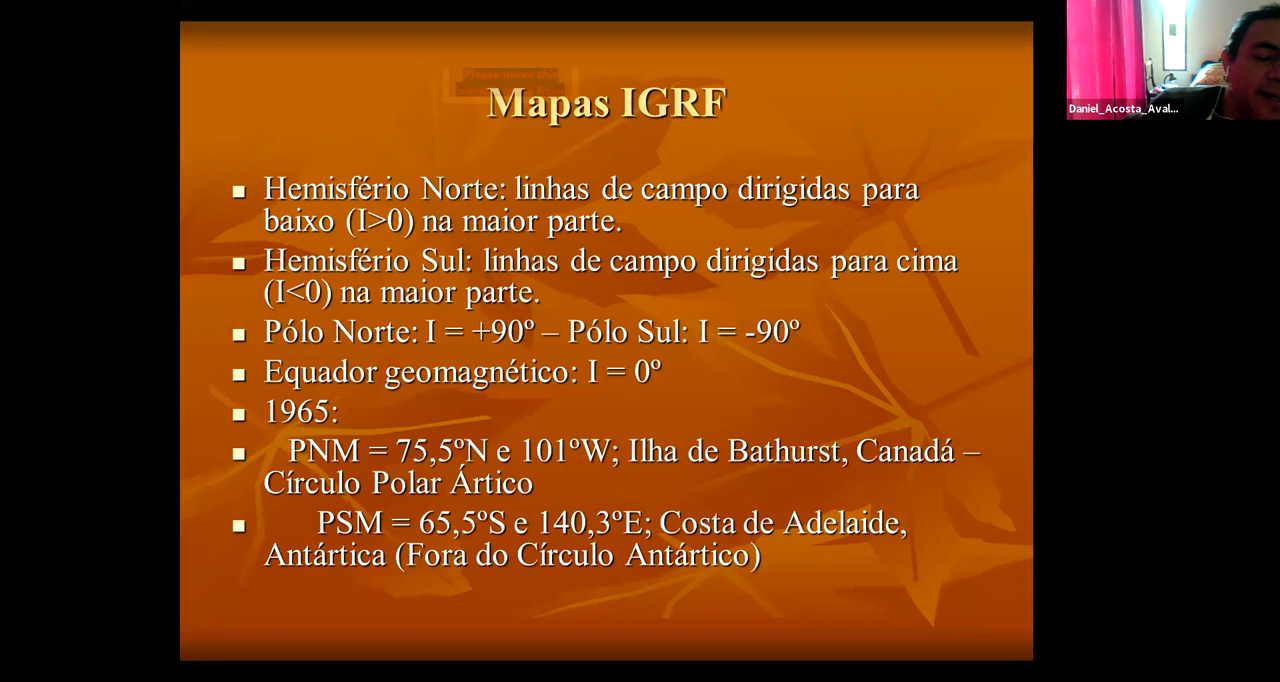 Please move this
Mapas IGRF
Hemisfério Norte: linhas de campo dirigidas para
baixo (I>0) na maior parte.
Hemisfério Sul: linhas de campo dirigidas para cima
(I<0) na maior parte.
Pólo Norte: I = +90º – Pólo Sul: I = -90º
Equador geomagnético: I = 0º
1965:
PNM = 75,5ºN e 101ºW; Ilha de Bathurst, Canadá –
Círculo Polar Ártico
PSM = 65,5ºS e 140,3ºE; Costa de Adelaide,
Antártica (Fora do Círculo Antártico)
Daniel_Acosta_Aval...